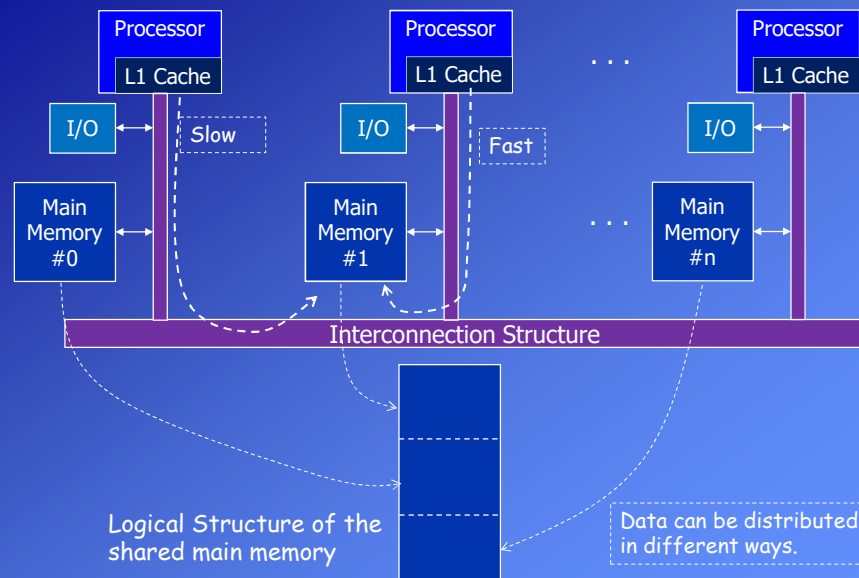 Processor
L1 Cache
Processor
L1 Cache
. . .
Processor
L1 Cache
I/O
Slow
I/O
Fast
I/O
Main
Memory
#0
Main
Memory
#1
. . .
Main
Memory
#n
Interconnection Structure
Logical Structure of the
shared main memory
Data can be distributed
in different ways.